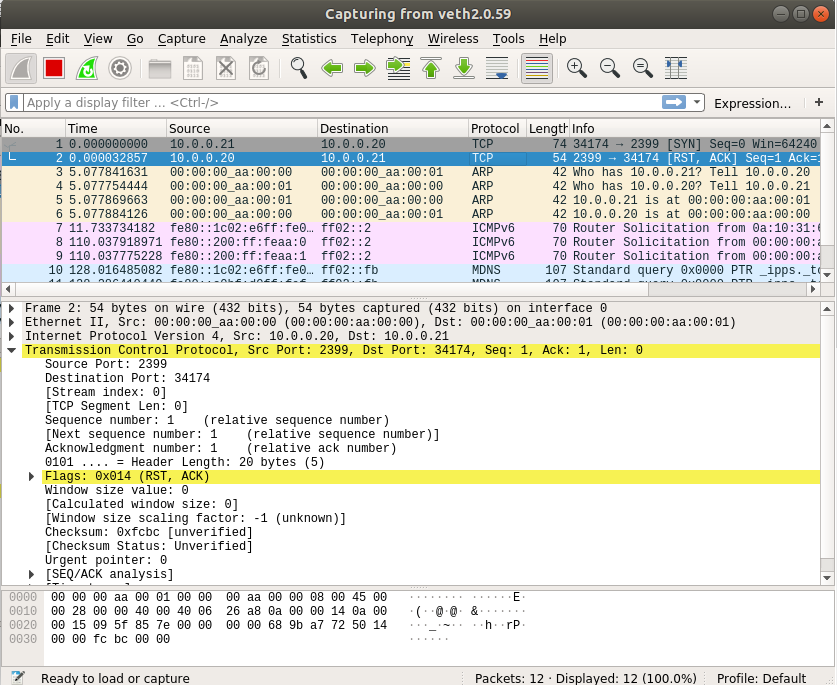 Capturing from veth2.0.59
File Edit View Go Capture Analyze Statistics Telephony Wireless Tools Help
Apply a display filter ... <Ctrl-/> Expression... +
No. Time Source Destination Protocol Length Info
1 0.000000000 10.0.0.21 10.0.0.20 TCP 74 34174 → 2399 [SYN] Seq=0 Win=64240
2 0.000032857 10.0.0.20 10.0.0.21 TCP 54 2399 → 34174 [RST, ACK] Seq=1 Ack=1
3 5.077841631 00:00:00_aa:00:00 00:00:00_aa:00:01 ARP 42 Who has 10.0.0.21? Tell 10.0.0.20
4 5.077754444 00:00:00_aa:00:01 00:00:00_aa:00:00 ARP 42 Who has 10.0.0.20? Tell 10.0.0.21
5 5.077869663 00:00:00_aa:00:01 00:00:00_aa:00:00 ARP 42 10.0.0.21 is at 00:00:00:aa:00:01
6 5.077884126 00:00:00_aa:00:00 00:00:00_aa:00:01 ARP 42 10.0.0.20 is at 00:00:00:aa:00:00
7 11.733734182 fe80::1c02:e6ff:fe0… ff02::2 ICMPv6 70 Router Solicitation from 0a:10:31:6
8 110.037918971 fe80::200:ff:feaa:0 ff02::2 ICMPv6 70 Router Solicitation from 00:00:00:a
9 110.037775228 fe80::200:ff:feaa:1 ff02::2 ICMPv6 70 Router Solicitation from 00:00:00:a
10 128.016485082 fe80::1c02:e6ff:fe0… ff02::fb MDNS 107 Standard query 0x0000 PTR _ipps._tc
Frame 2: 54 bytes on wire (432 bits), 54 bytes captured (432 bits) on interface 0
Ethernet II, Src: 00:00:00_aa:00:00 (00:00:00:aa:00:00), Dst: 00:00:00_aa:00:01 (00:00:00:aa:00:01)
Internet Protocol Version 4, Src: 10.0.0.20, Dst: 10.0.0.21
Transmission Control Protocol, Src Port: 2399, Dst Port: 34174, Seq: 1, Ack: 1, Len: 0
Source Port: 2399
Destination Port: 34174
[Stream index: 0]
[TCP Segment Len: 0]
Sequence number: 1 (relative sequence number)
[Next sequence number: 1 (relative sequence number)]
Acknowledgment number: 1 (relative ack number)
0101 .... = Header Length: 20 bytes (5)
Flags: 0x014 (RST, ACK)
Window size value: 0
[Calculated window size: 0]
[Window size scaling factor: -1 (unknown)]
Checksum: 0xfcbc [unverified]
[Checksum Status: Unverified]
Urgent pointer: 0
[SEQ/ACK analysis]
0000 00 00 00 aa 00 01 00 00 00 aa 00 00 08 00 45 00 ········ ······E·
0010 00 28 00 00 40 00 40 06 26 a8 0a 00 00 14 0a 00 ·(··@·@· &·······
0020 00 15 09 5f 85 7e 00 00 00 00 68 9b a7 72 50 14 ···_·~·· ··h··rP·
0030 00 00 fc bc 00 00 ······
Ready to load or capture Packets: 12 · Displayed: 12 (100.0%) Profile: Default